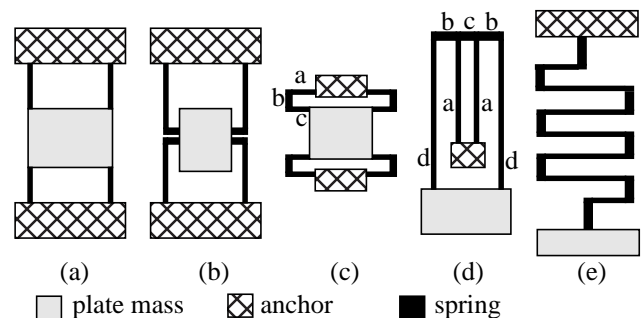 b c b
a
b
c
a a
d d
(a) (b) (c) (d) (e)
plate mass anchor spring